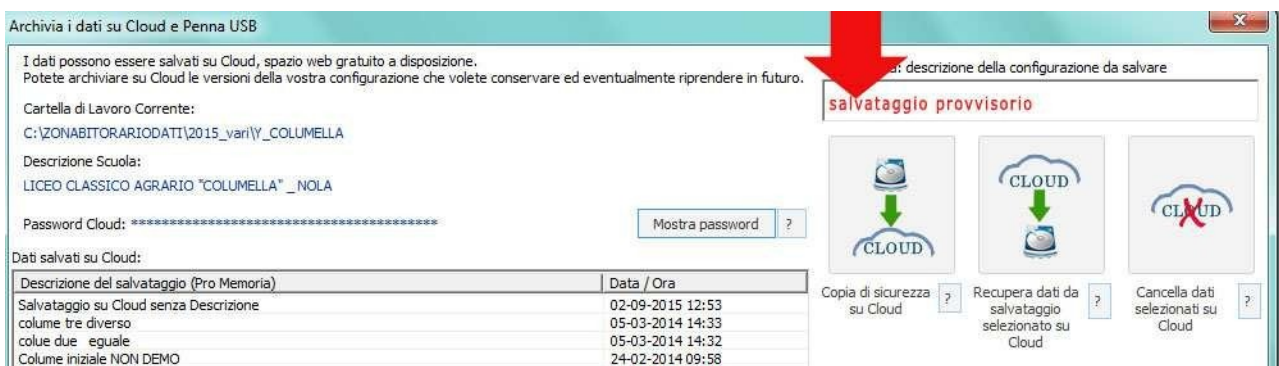 Archivia i dati su Cloud e Penna USB
X
I dati possono essere salvati su Cloud, spazio web gratuito a disposizione.
Potete archiviare su Cloud le versioni della vostra configurazione che volete conservare ed eventualmente riprendere in futuro.
Cartella di Lavoro Corrente:
C:\ZONABITORARIODATI\2015_vari\Y_COLUMELLA
Descrizione Scuola:
LICEO CLASSICO AGRARIO "COLUMELLA" _ NOLA
Password Cloud: ****************************************
Mostra password
?
Dati salvati su Cloud:
Descrizione del salvataggio (Pro Memoria) Data / Ora
Salvataggio su Cloud senza Descrizione 02-09-2015 12:53
colume tre diverso 05-03-2014 14:33
colue due eguale 05-03-2014 14:32
Colume iniziale NON DEMO 24-02-2014 09:58
descrizione della configurazione da salvare
salvataggio provvisorio
CLOUD
Copia di sicurezza
su Cloud
?
CLOUD
Recupera dati da
salvataggio
selezionato su
Cloud
?
CLOUD
Cancella dati
selezionati su
Cloud
?